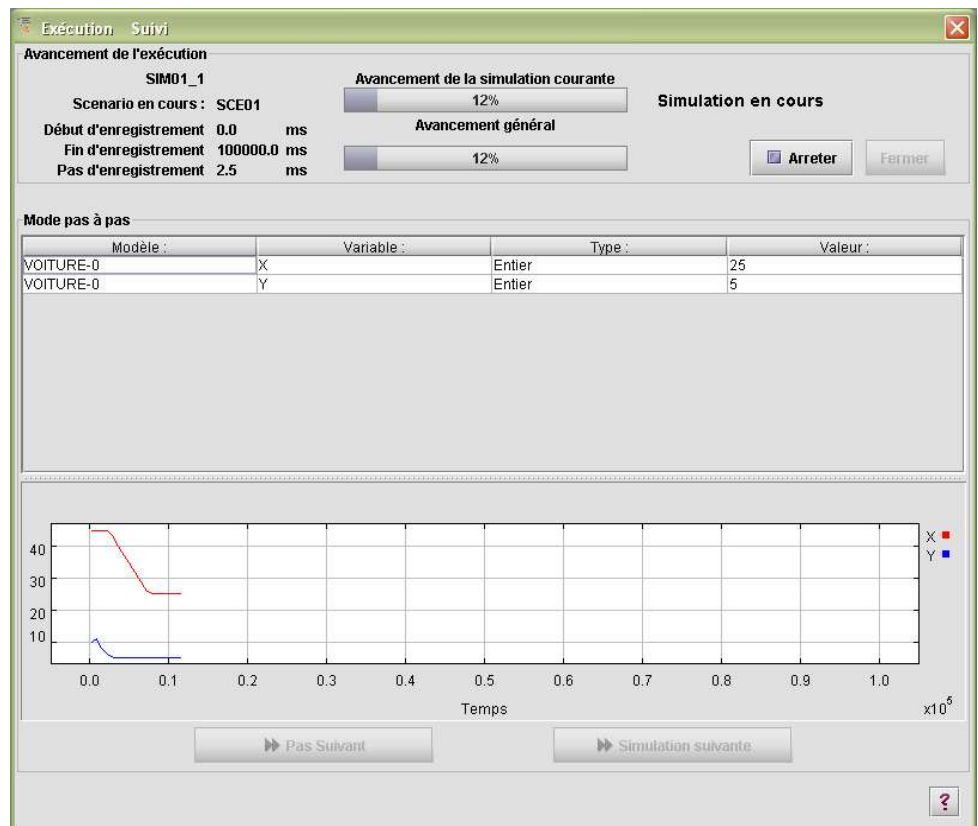 Exécution Suivi
Avancement de l'exécution
SIM01_1
Scenario en cours : SCE01
Début d'enregistrement 0.0 ms
Fin d'enregistrement 100000.0 ms
Pas d'enregistrement 2.5 ms
Avancement de la simulation courante
12%
Avancement général
12%
Simulation en cours
Arreter Fermer
Mode pas à pas
Modèle : Variable : Type : Valeur :
VOITURE-0 X Entier 25
VOITURE-0 Y Entier 5
X
Y
40
30
20
10
0.0 0.1 0.2 0.3 0.4 0.5 0.6 0.7 0.8 0.9 1.0
Temps x10^5
Pas Suivant Simulation suivante
?